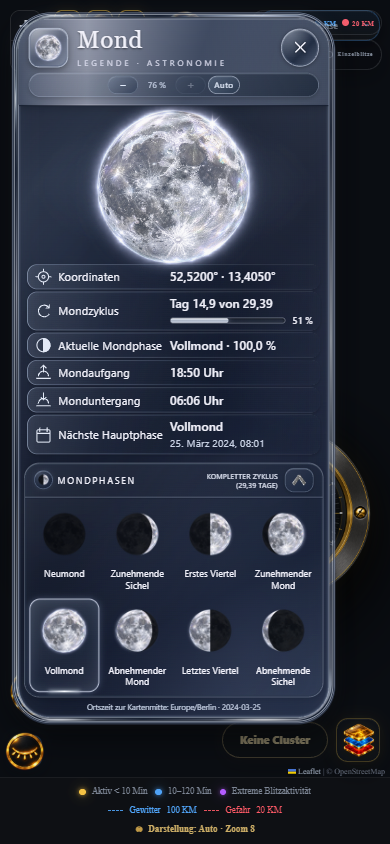 Mond
KM
20 KM
LEGENDE · ASTRONOMIE
Einzelblitze
− 76 % + Auto
Koordinaten 52,5200° · 13,4050°
Mondzyklus Tag 14,9 von 29,39
51 %
Aktuelle Mondphase Vollmond · 100,0 %
Mondaufgang 18:50 Uhr
Monduntergang 06:06 Uhr
Nächste Hauptphase Vollmond
25. März 2024, 08:01
MONDPHASEN KOMPLETTER ZYKLUS
(29,39 TAGE)
Neumond
Zunehmende
Sichel
Erstes Viertel
Zunehmender
Mond
Vollmond
Abnehmender
Mond
Letztes Viertel
Abnehmende
Sichel
Ortszeit zur Kartenmitte: Europe/Berlin · 2024-03-25
Keine Cluster
Leaflet | © OpenStreetMap
Aktiv < 10 Min 10–120 Min Extreme Blitzaktivität
Gewitter 100 KM Gefahr 20 KM
Darstellung: Auto · Zoom 8